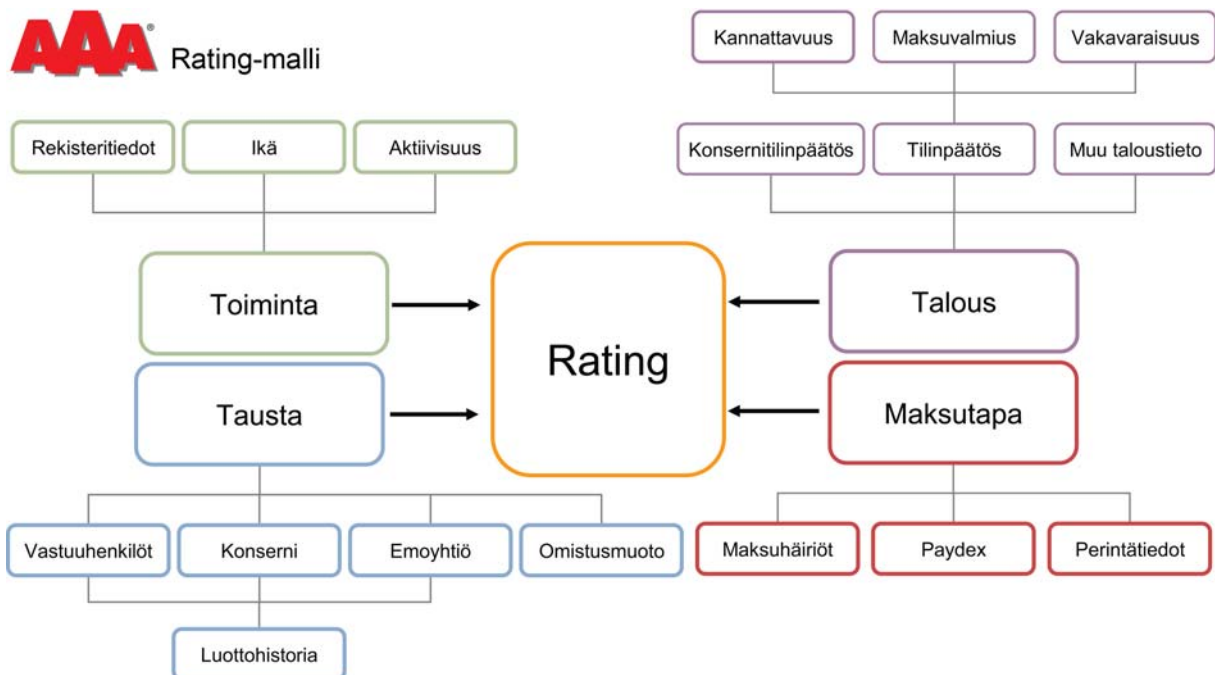 AAA® Rating-malli
Kannattavuus Maksuvalmius Vakavaraisuus
Rekisteritiedot Ikä Aktiivisuus
Konsernitilinpäätös Tilinpäätös Muu taloustieto
Toiminta
Talous
Rating
Tausta
Maksutapa
Vastuuhenkilöt Konserni Emoyhtiö Omistusmuoto
Maksuhäiriöt Paydex Perintätiedot
Luottohistoria